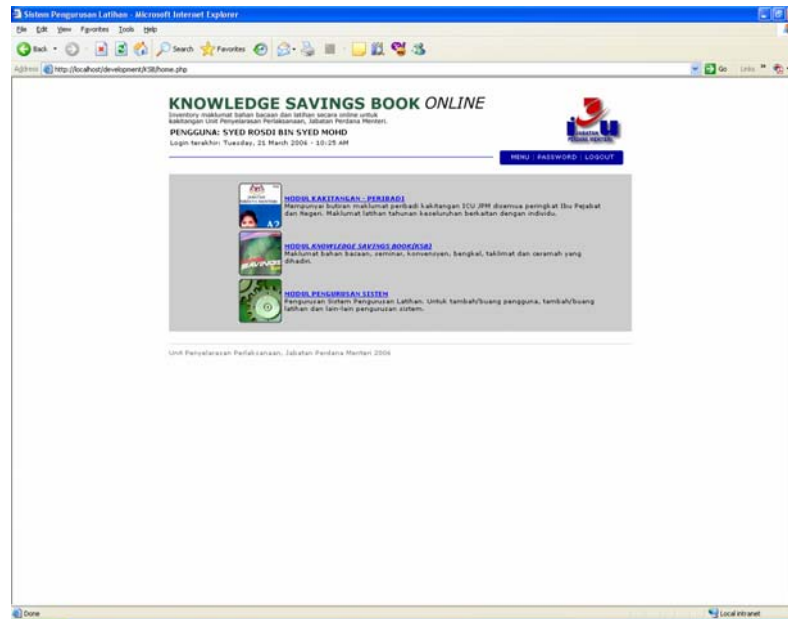 Sistem Pengurusan Latihan - Microsoft Internet Explorer
File Edit View Favorites Tools Help
Back Search Favorites
Address http://localhost/development/KSB/home.php Go Links
KNOWLEDGE SAVINGS BOOK ONLINE
Inventory maklumat bahan bacaan dan latihan secara online untuk
kakitangan Unit Penyelarasan Perlaksanaan, Jabatan Perdana Menteri.
PENGGUNA: SYED ROSDI BIN SYED MOHD
Login terakhir: Tuesday, 21 March 2006 - 10:25 AM
JABATAN
PERDANA MENTERI
MENU | PASSWORD | LOGOUT
MODUL KAKITANGAN - PERIBADI
Mempunyai butiran maklumat peribadi kakitangan ICU JPM disemua peringkat Ibu Pejabat
dan Negeri. Maklumat latihan tahunan keseluruhan berkaitan dengan individu.
A2
MODUL KNOWLEDGE SAVINGS BOOK(KSB)
Maklumat bahan bacaan, seminar, konvensyen, bengkel, taklimat dan ceramah yang
dihadiri.
SAVINGS
MODUL PENGURUSAN SISTEM
Pengurusan Sistem Pengurusan Latihan. Untuk tambah/buang pengguna, tambah/buang
latihan dan lain-lain pengurusan sistem.
Unit Penyelarasan Perlaksanaan, Jabatan Perdana Menteri 2006
Done Local intranet